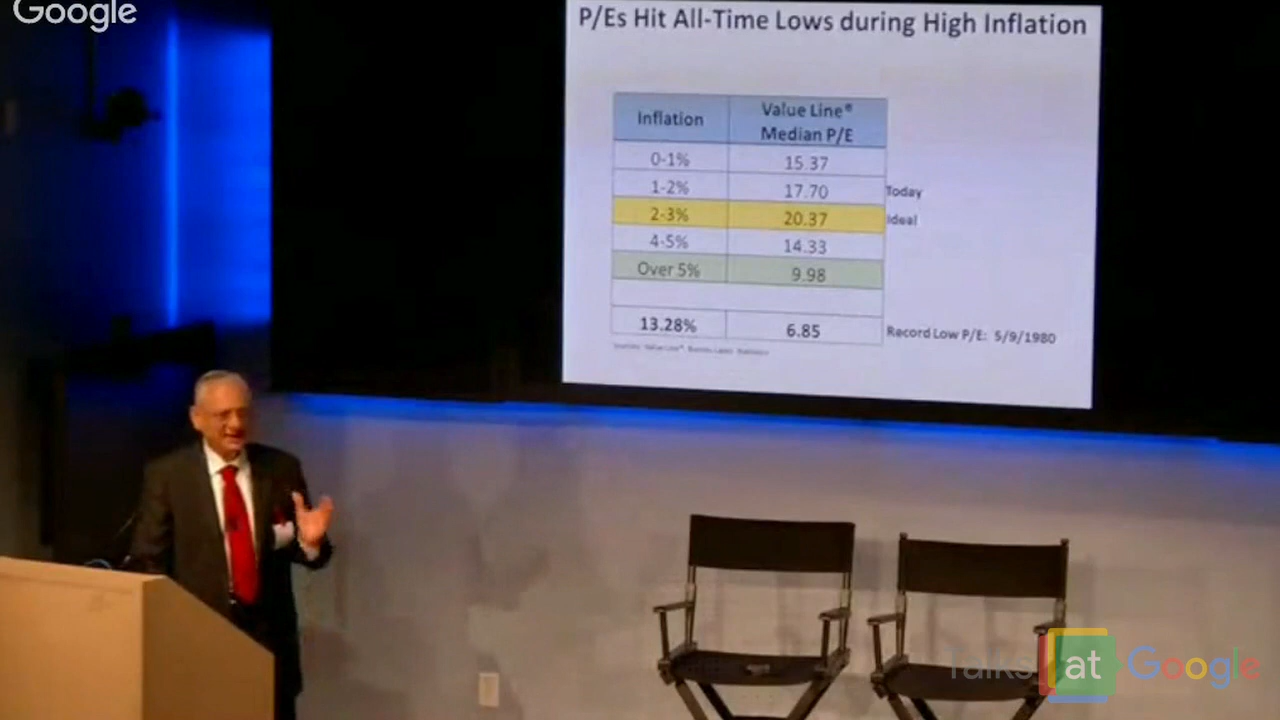 Google
P/Es Hit All-Time Lows during High Inflation
Inflation
Value Line®
Median P/E
0-1%
15.37
1-2%
17.70
Today
2-3%
20.37
Ideal
4-5%
14.33
Over 5%
9.98
13.28%
6.85
Record Low P/E: 5/9/1980
Talks at Google